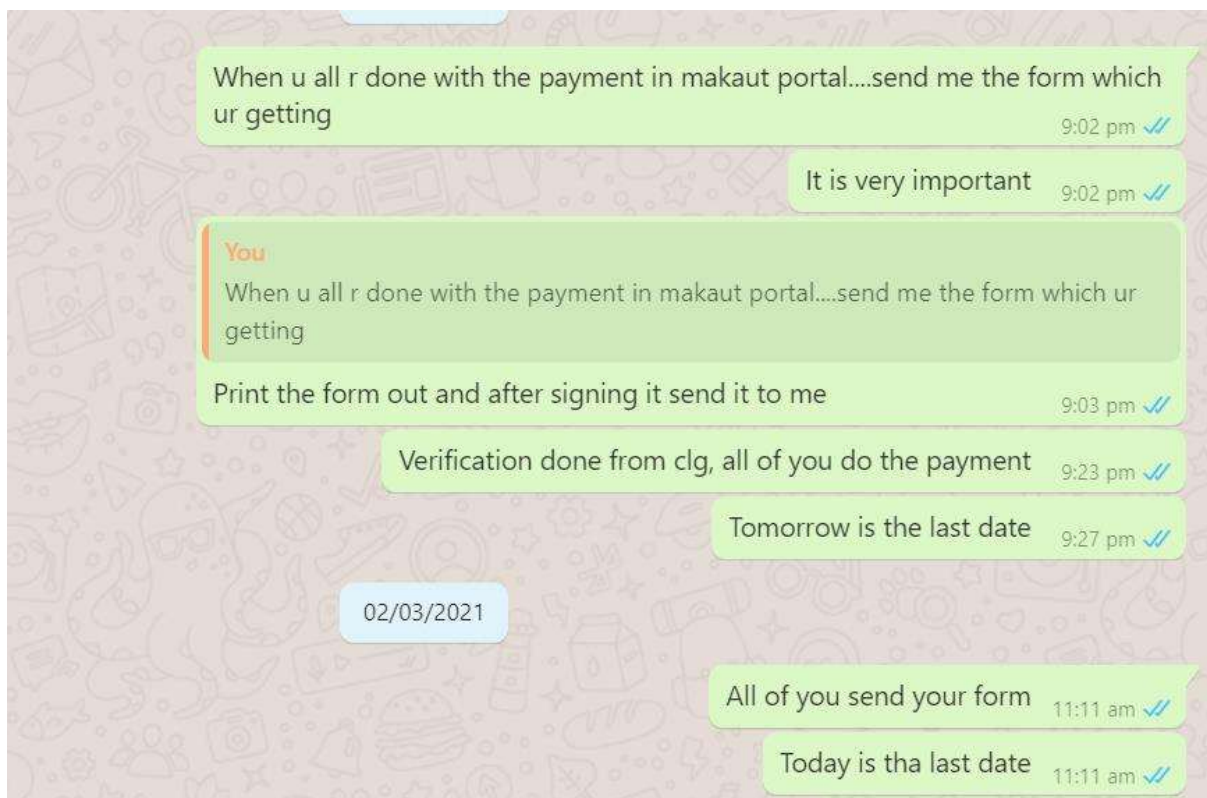 When u all r done with the payment in makaut portal....send me the form which
ur getting
9:02 pm
It is very important 9:02 pm
You
When u all r done with the payment in makaut portal....send me the form which ur
getting
Print the form out and after signing it send it to me 9:03 pm
Verification done from clg, all of you do the payment 9:23 pm
Tomorrow is the last date 9:27 pm
02/03/2021
All of you send your form 11:11 am
Today is tha last date 11:11 am